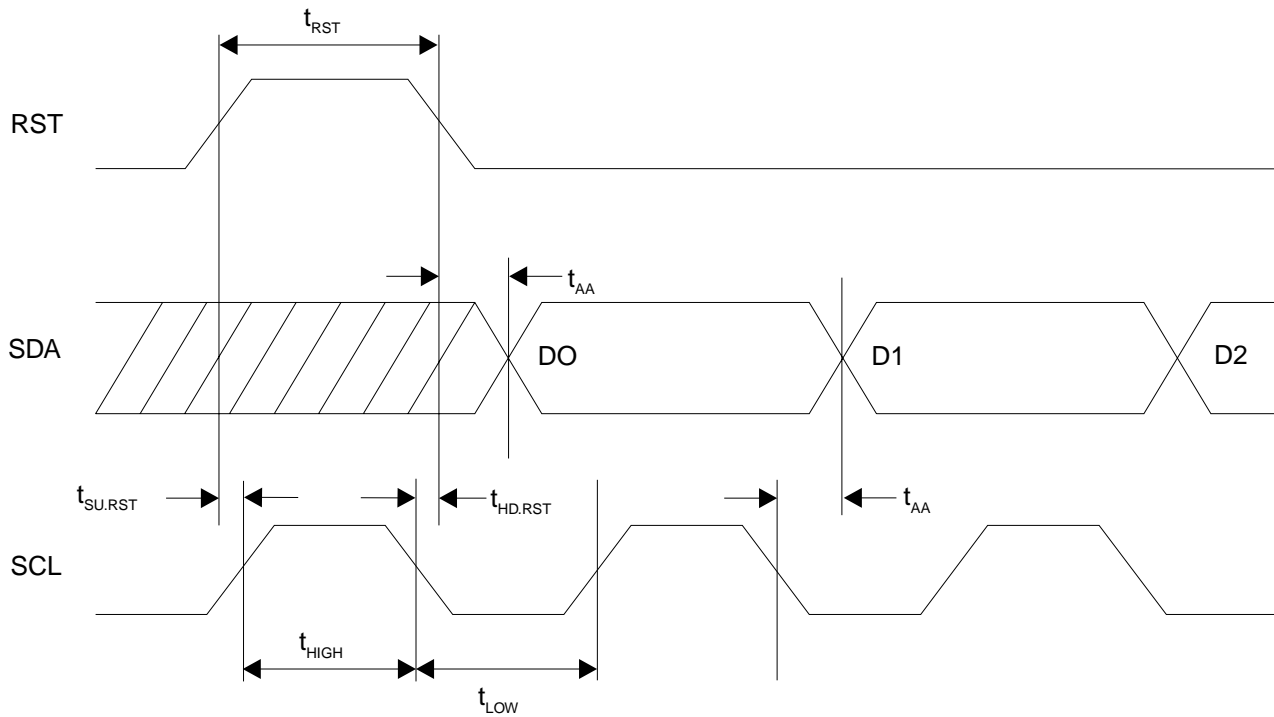 tRST
RST
tAA
SDA
DO
D1
D2
tSU.RST
tHD.RST
tAA
SCL
tHIGH
tLOW